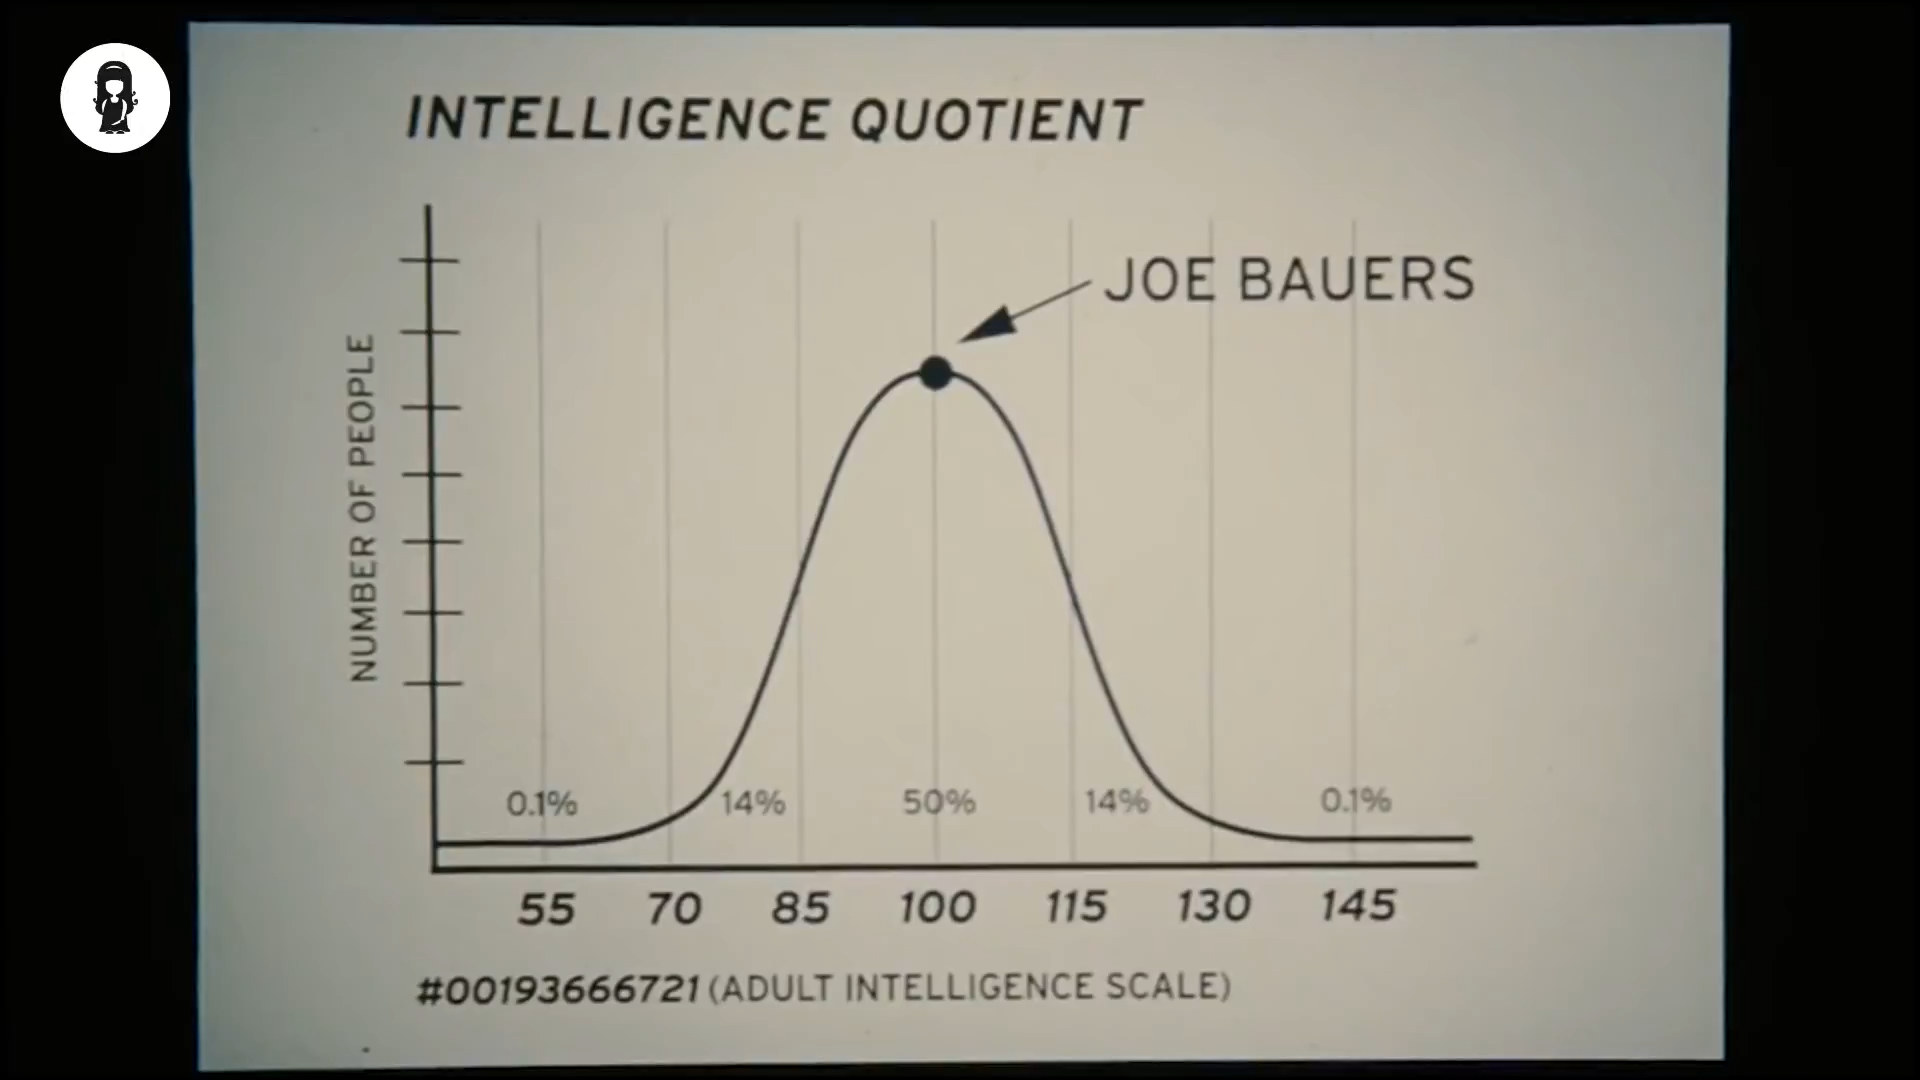 INTELLIGENCE QUOTIENT
JOE BAUERS
NUMBER OF PEOPLE
0.1% 14% 50% 14% 0.1%
55 70 85 100 115 130 145
#00193666721 (ADULT INTELLIGENCE SCALE)